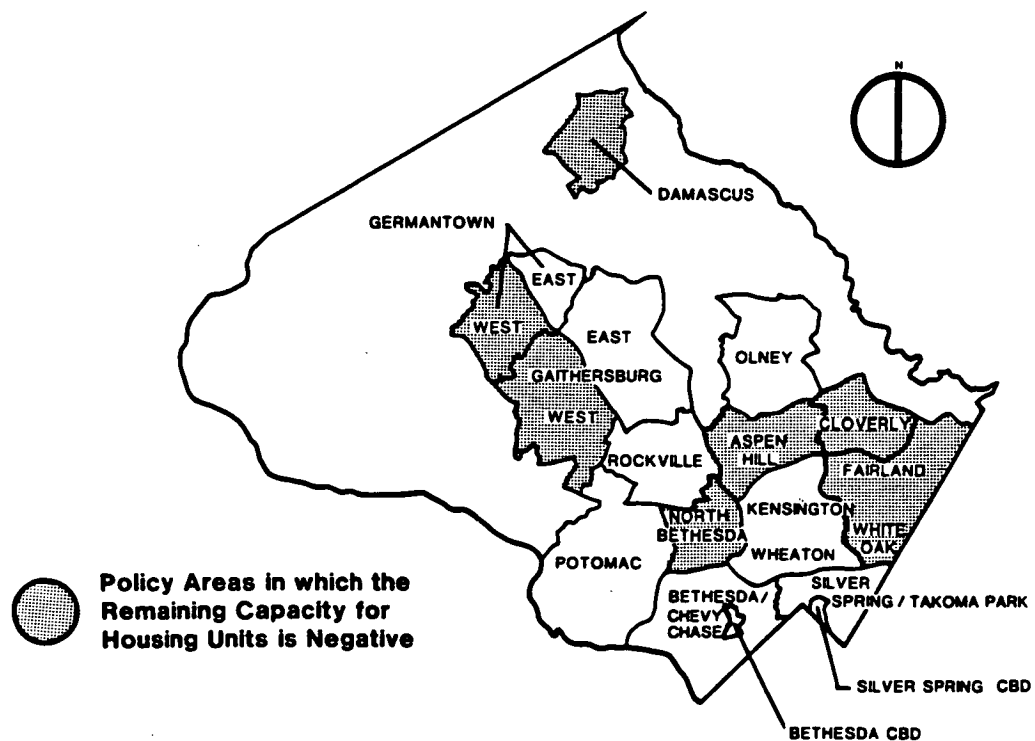 N
DAMASCUS
GERMANTOWN
EAST
WEST
EAST
OLNEY
GAITHERSBURG
WEST
CLOVERLY
ASPEN
HILL
ROCKVILLE
FAIRLAND
KENSINGTON
NORTH
BETHESDA
WHITE
OAK
WHEATON
POTOMAC
SILVER
SPRING / TAKOMA PARK
BETHESDA /
CHEVY
CHASE
Policy Areas in which the
Remaining Capacity for
Housing Units is Negative
SILVER SPRING CBD
BETHESDA CBD